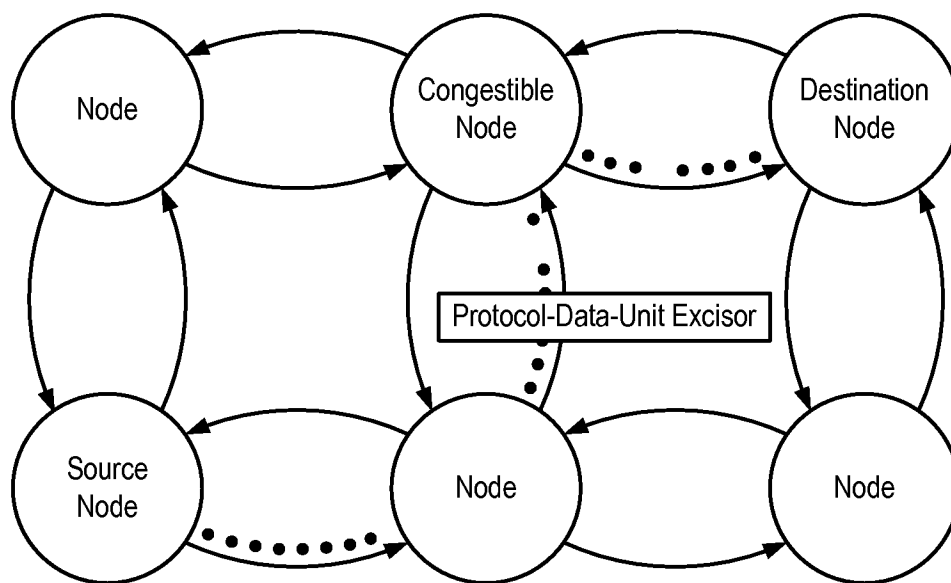 Node
Congestible
Node
Destination
Node
Protocol-Data-Unit Excisor
Source
Node
Node
Node